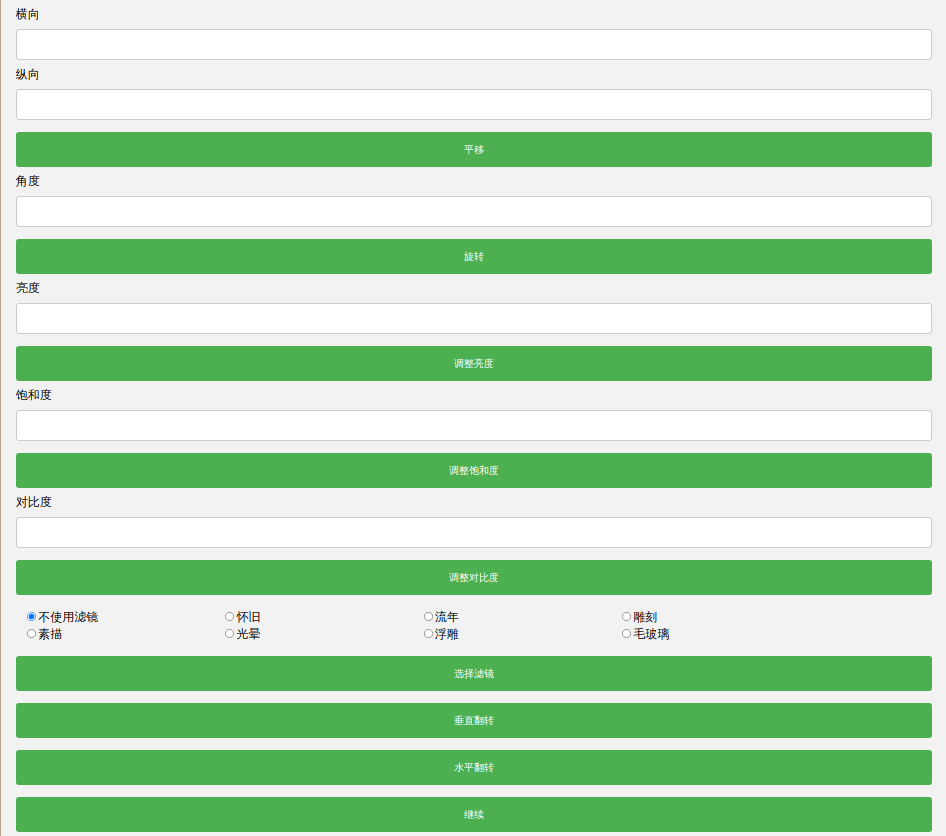 横向
纵向
平移
角度
旋转
亮度
调整亮度
饱和度
调整饱和度
对比度
调整对比度
不使用滤镜 怀旧 流年 雕刻
素描 光晕 浮雕 毛玻璃
选择滤镜
垂直翻转
水平翻转
继续